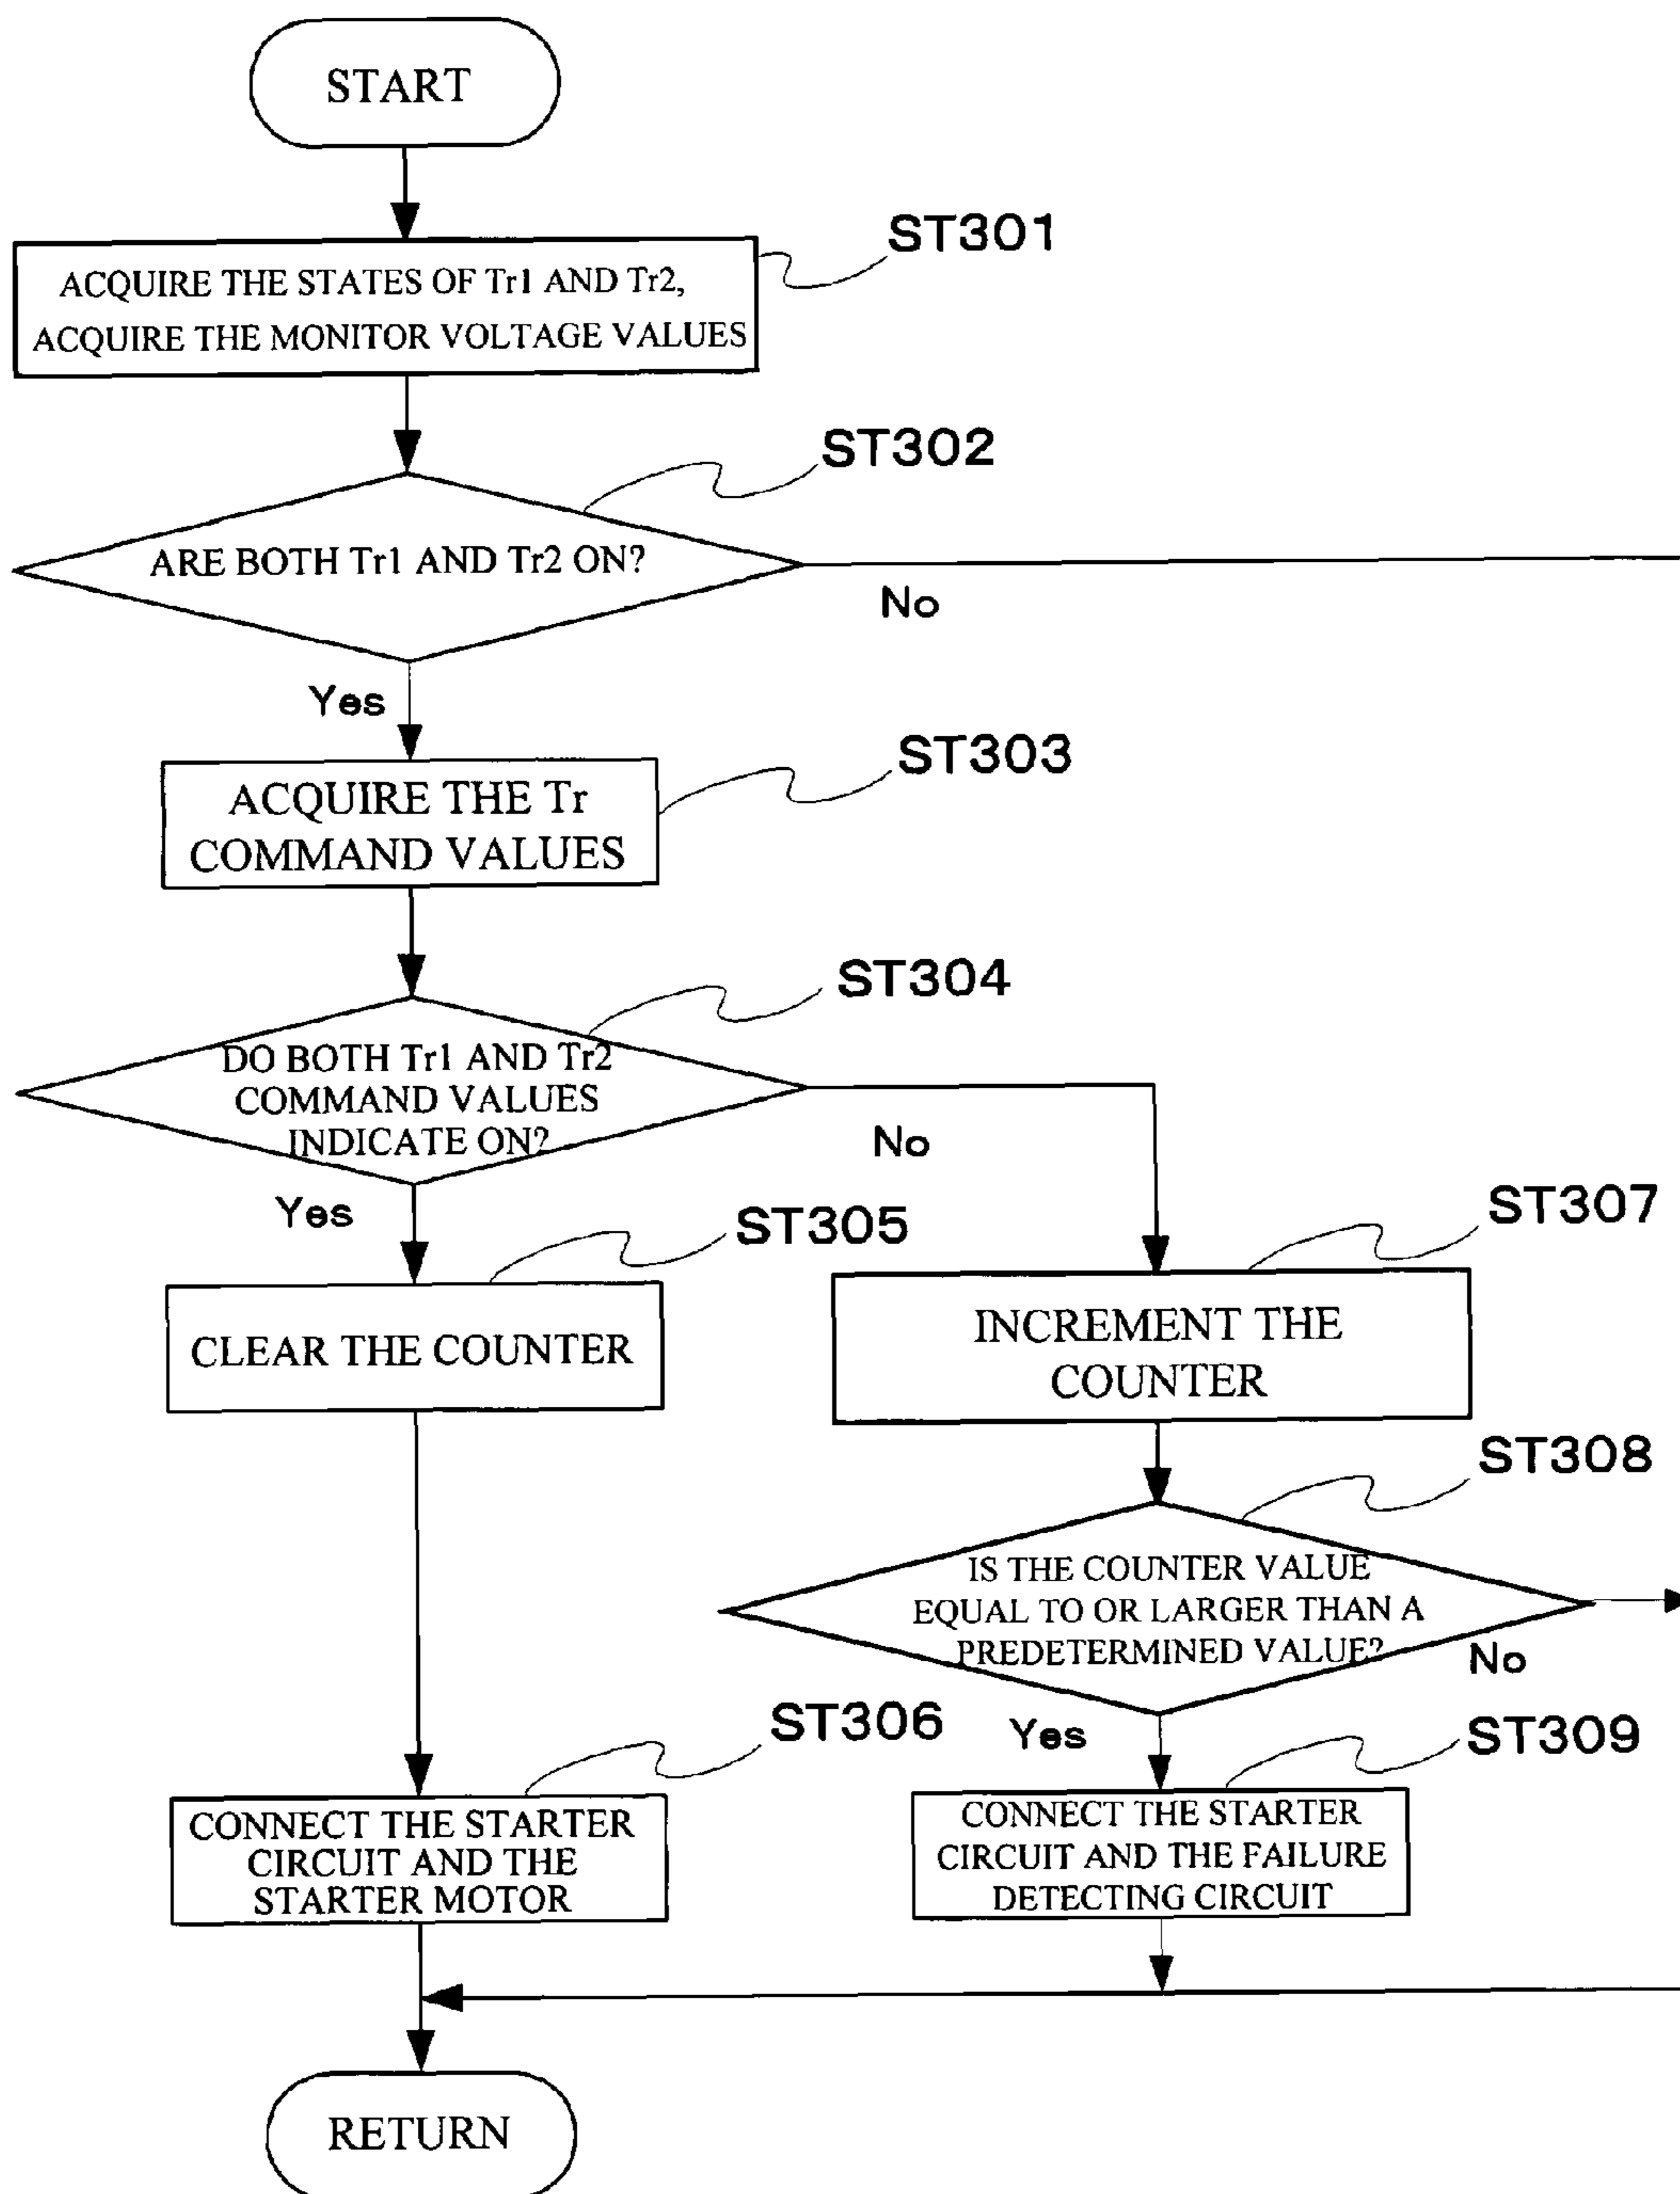 START
ST301
ACQUIRE THE STATES OF Tr1 AND Tr2,
ACQUIRE THE MONITOR VOLTAGE VALUES
ST302
ARE BOTH Tr1 AND Tr2 ON?
No
Yes
ST303
ACQUIRE THE Tr
COMMAND VALUES
ST304
DO BOTH Tr1 AND Tr2
COMMAND VALUES
INDICATE ON?
No
Yes
ST305
CLEAR THE COUNTER
ST307
INCREMENT THE
COUNTER
ST308
IS THE COUNTER VALUE
EQUAL TO OR LARGER THAN A
PREDETERMINED VALUE?
No
Yes
ST306
CONNECT THE STARTER
CIRCUIT AND THE
STARTER MOTOR
ST309
CONNECT THE STARTER
CIRCUIT AND THE FAILURE
DETECTING CIRCUIT
RETURN